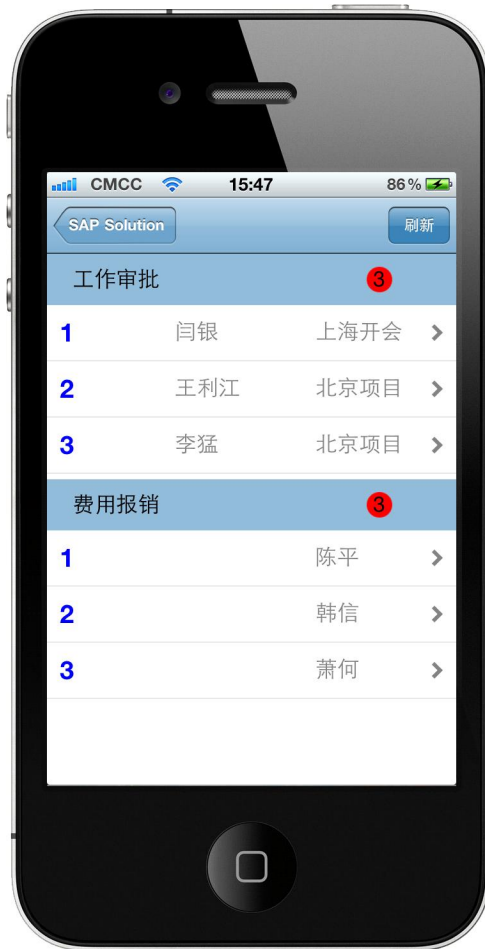 CMCC 15:47 86%
SAP Solution 刷新
工作审批 3
1 闫银 上海开会
2 王利江 北京项目
3 李猛 北京项目
费用报销 3
1 陈平
2 韩信
3 萧何